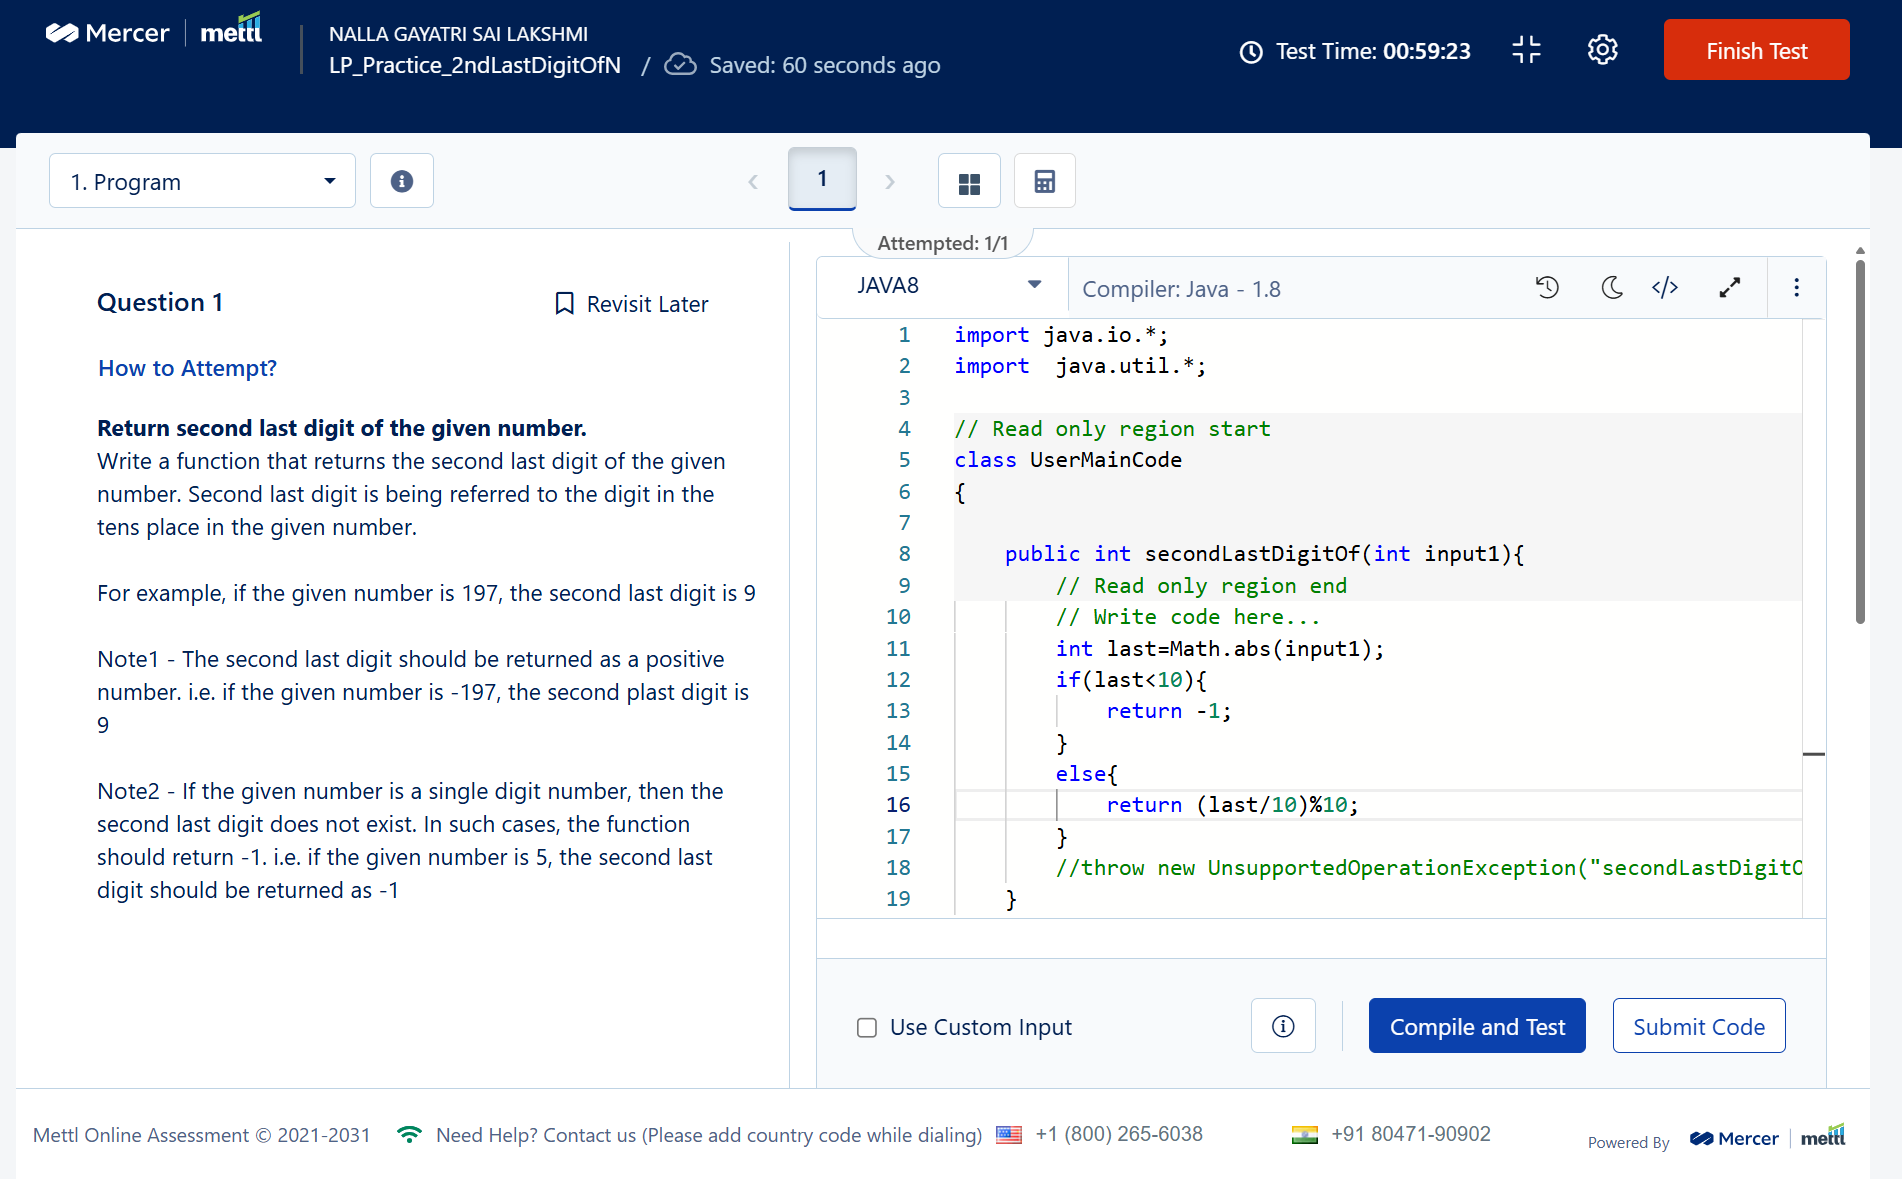 Mercer | mettl
NALLA GAYATRI SAI LAKSHMI
LP_Practice_2ndLastDigitOfN / Saved: 60 seconds ago
Test Time: 00:59:23
Finish Test
1. Program
1
Attempted: 1/1
Question 1
Revisit Later
How to Attempt?
Return second last digit of the given number.
Write a function that returns the second last digit of the given
number. Second last digit is being referred to the digit in the
tens place in the given number.
For example, if the given number is 197, the second last digit is 9
Note1 - The second last digit should be returned as a positive
number. i.e. if the given number is -197, the second plast digit is
9
Note2 - If the given number is a single digit number, then the
second last digit does not exist. In such cases, the function
should return -1. i.e. if the given number is 5, the second last
digit should be returned as -1
JAVA8
Compiler: Java - 1.8
1 import java.io.*;
2 import  java.util.*;
3
4 // Read only region start
5 class UserMainCode
6 {
7
8     public int secondLastDigitOf(int input1){
9         // Read only region end
10         // Write code here...
11         int last=Math.abs(input1);
12         if(last<10){
13             return -1;
14         }
15         else{
16             return (last/10)%10;
17         }
18         //throw new UnsupportedOperationException("secondLastDigitO
19     }
Use Custom Input
Compile and Test
Submit Code
Mettl Online Assessment © 2021-2031
Need Help? Contact us (Please add country code while dialing)
+1 (800) 265-6038
+91 80471-90902
Powered By
Mercer | mettl